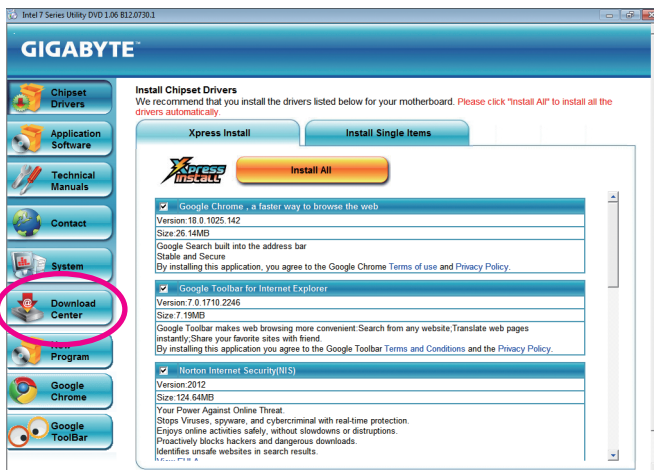 Intel 7 Series Utility DVD 1.06 B12.0730.1
GIGABYTE™
Chipset
Drivers
Application
Software
Technical
Manuals
Contact
System
Download
Center
New
Program
Google
Chrome
Google
ToolBar
Install Chipset Drivers
We recommend that you install the drivers listed below for your motherboard. Please click "Install All" to install all the
drivers automatically.
Xpress Install
Install Single Items
Xpress
Install
Install All
Google Chrome , a faster way to browse the web
Version:18.0.1025.142
Size:26.14MB
Google Search built into the address bar
Stable and Secure
By installing this application, you agree to the Google Chrome Terms of use and Privacy Policy.
Google Toolbar for Internet Explorer
Version:7.0.1710.2246
Size:7.19MB
Google Toolbar makes web browsing more convenient:Search from any website;Translate web pages
instantly;Share your favorite sites with friend.
By installing this application you agree to the Google Toolbar Terms and Conditions and the Privacy Policy.
Norton Internet Security(NIS)
Version:2012
Size:124.64MB
Your Power Against Online Threat.
Stops Viruses, spyware, and cybercriminal with real-time protection.
Enjoys online activities safely, without slowdowns or distruptions.
Proactively blocks hackers and dangerous downloads.
Identifies unsafe websites in search results.
View EULA